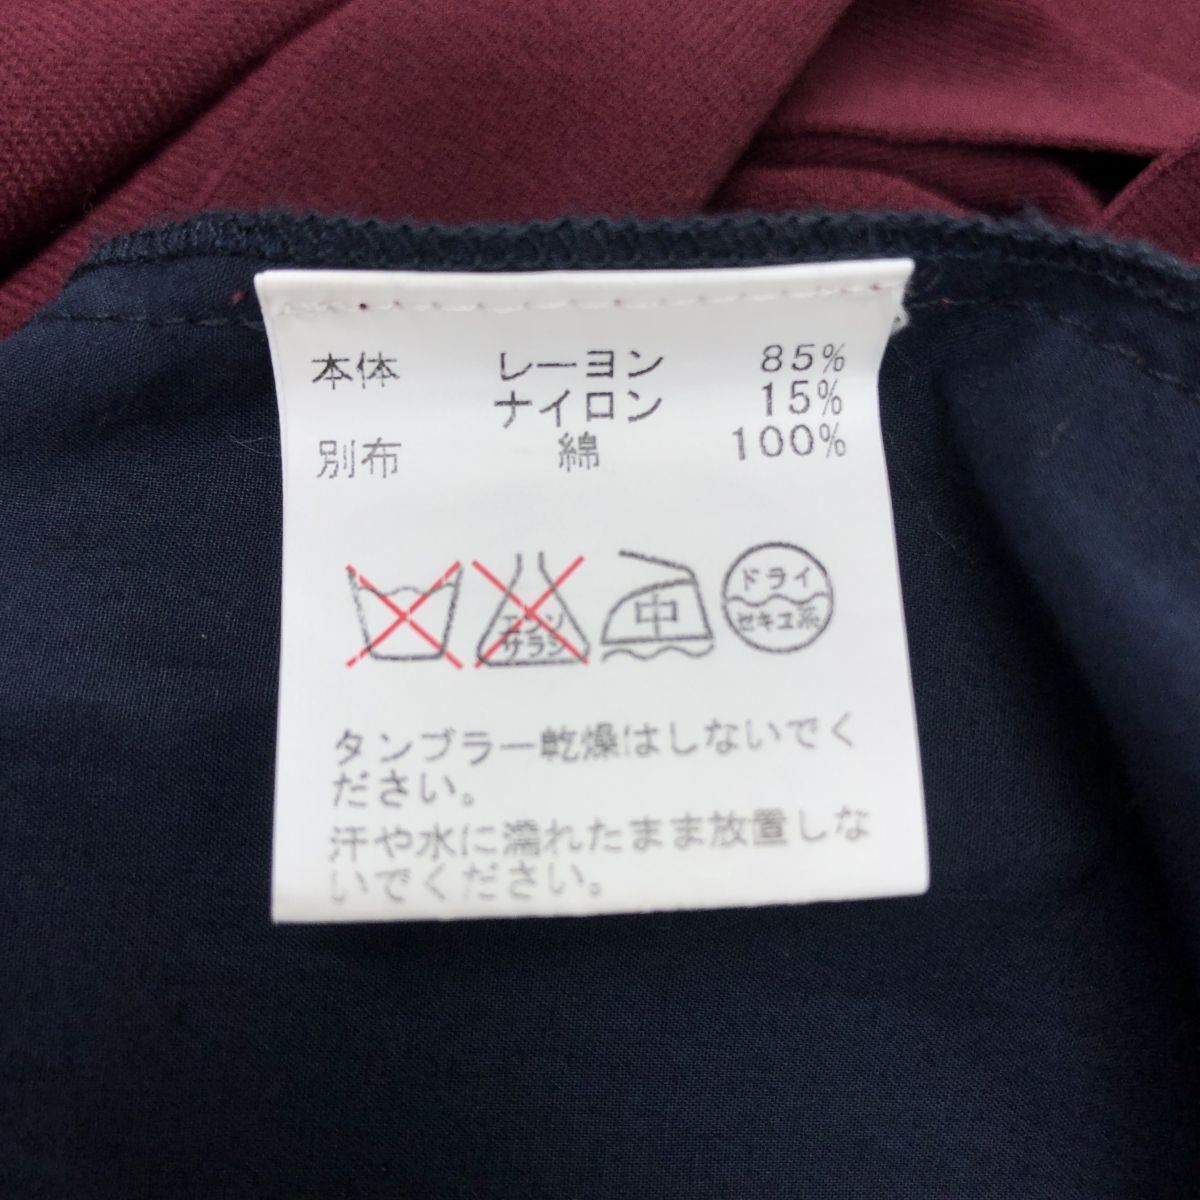 本体 レーヨン 85%
ナイロン 15%
別布 綿 100%
エンソ
サラシ
中
ドライ
セキユ系
タンブラー乾燥はしないでく
ださい。
汗や水に濡れたまま放置しな
いでください。